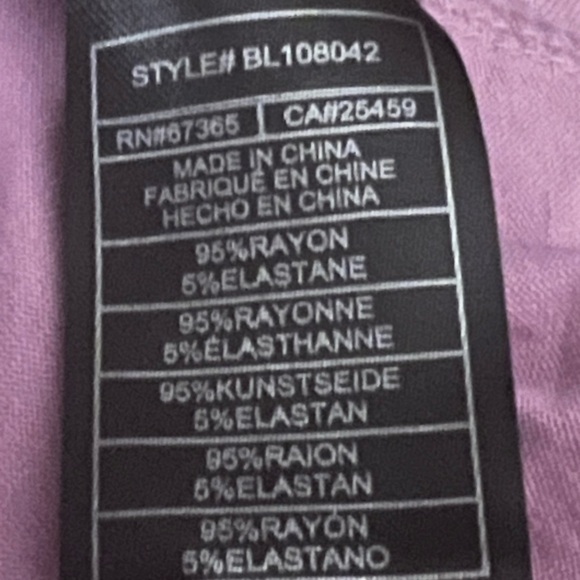 STYLE# BL108042
RN#67365 CA#25459
MADE IN CHINA
FABRIQUÉ EN CHINE
HECHO EN CHINA
95%RAYON
5%ELASTANE
95%RAYONNE
5%ÉLASTHANNE
95%KUNSTSEIDE
5%ELASTAN
95%RAION
5%ELASTAN
95%RAYÓN
5%ELASTANO